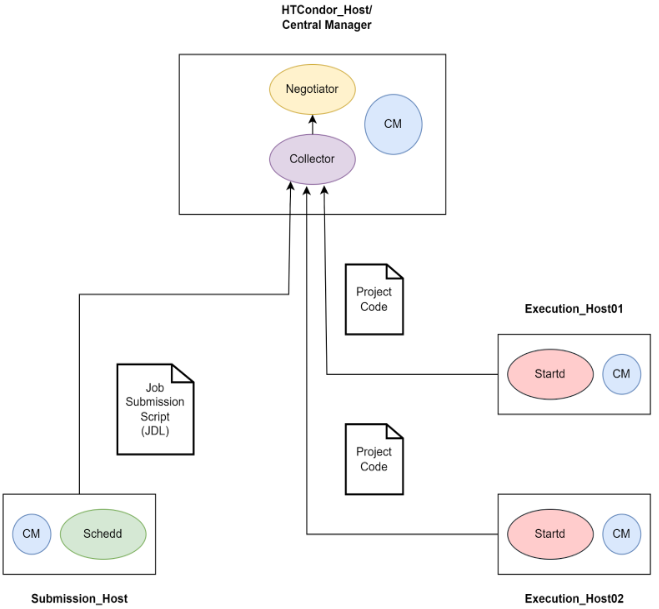 HTCondor_Host/
Central Manager
Negotiator
CM
Collector
Project
Code
Execution_Host01
Startd
CM
Job
Submission
Script
(JDL)
Project
Code
CM
Schedd
Startd
CM
Submission_Host
Execution_Host02